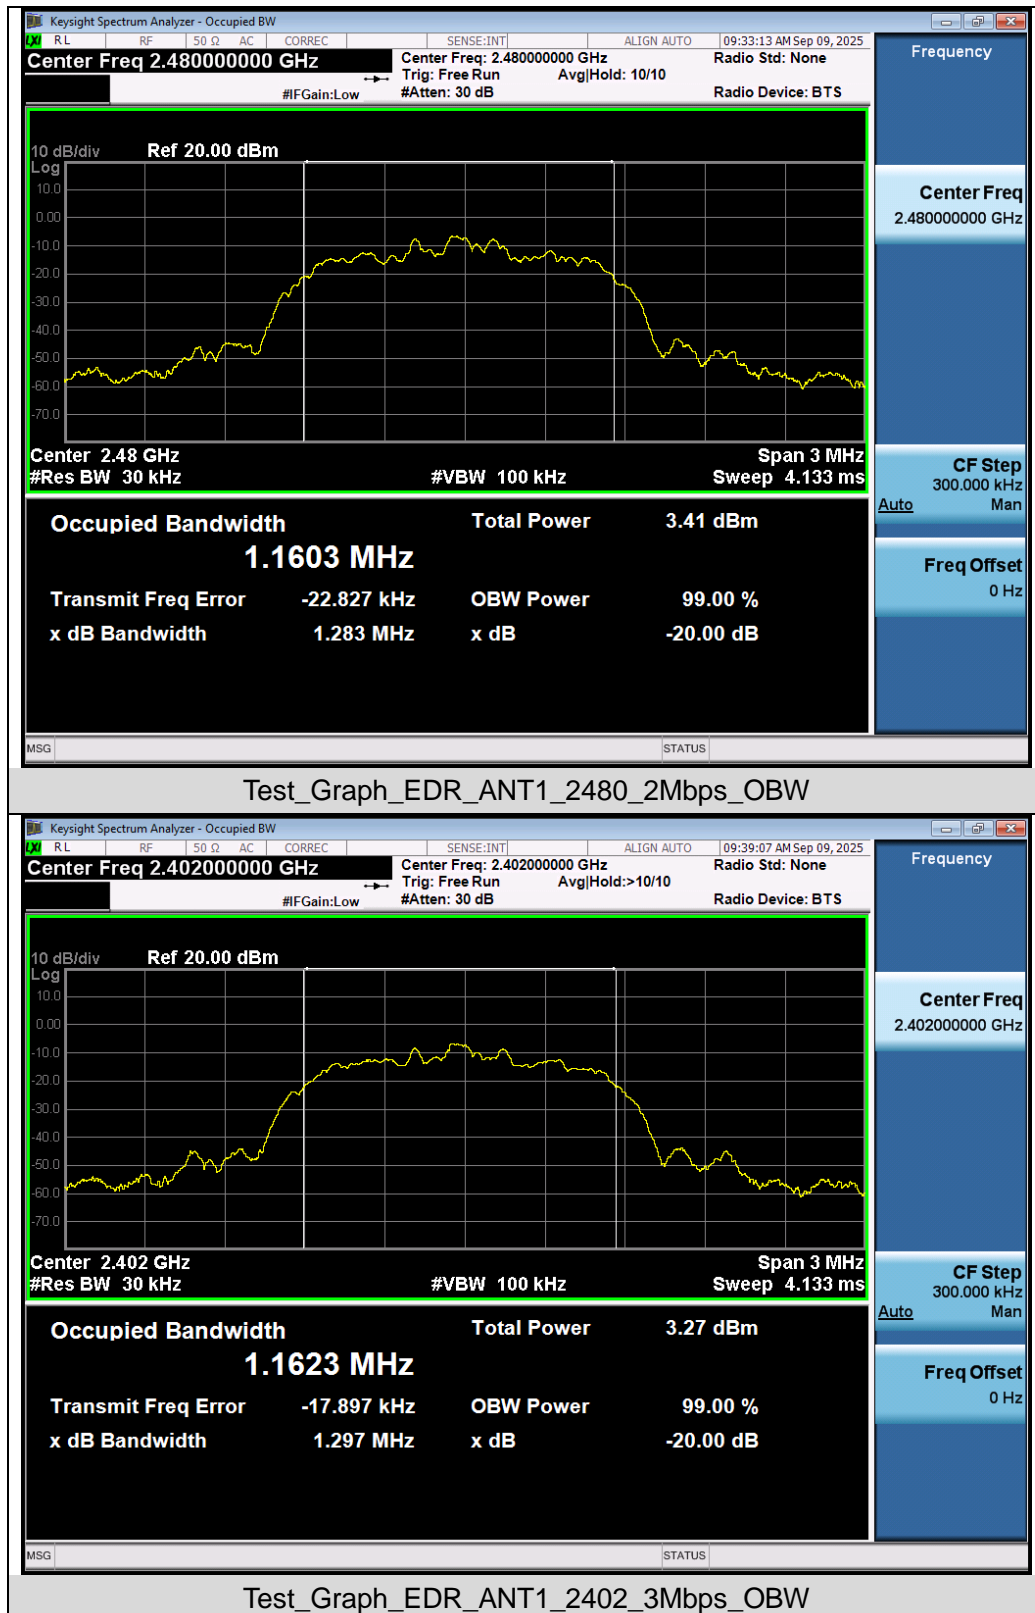 Keysight Spectrum Analyzer - Occupied BW
LXI RL RF 50 Ω AC CORREC SENSE:INT ALIGN AUTO 09:33:13 AM Sep 09, 2025
Center Freq 2.480000000 GHz
Center Freq: 2.480000000 GHz
Radio Std: None
Trig: Free Run Avg|Hold: 10/10
#IFGain:Low
#Atten: 30 dB
Radio Device: BTS
Frequency
10 dB/div Ref 20.00 dBm
Log
10.0
0.00
-10.0
-20.0
-30.0
-40.0
-50.0
-60.0
-70.0
Center 2.48 GHz Span 3 MHz
#Res BW 30 kHz #VBW 100 kHz Sweep 4.133 ms
Center Freq
2.480000000 GHz
CF Step
300.000 kHz
Auto Man
Freq Offset
0 Hz
Occupied Bandwidth Total Power 3.41 dBm
1.1603 MHz
Transmit Freq Error -22.827 kHz OBW Power 99.00 %
x dB Bandwidth 1.283 MHz x dB -20.00 dB
MSG STATUS
Test_Graph_EDR_ANT1_2480_2Mbps_OBW
Keysight Spectrum Analyzer - Occupied BW
LXI RL RF 50 Ω AC CORREC SENSE:INT ALIGN AUTO 09:39:07 AM Sep 09, 2025
Center Freq 2.402000000 GHz
Center Freq: 2.402000000 GHz
Radio Std: None
Trig: Free Run Avg|Hold:>10/10
#IFGain:Low
#Atten: 30 dB
Radio Device: BTS
Frequency
10 dB/div Ref 20.00 dBm
Log
10.0
0.00
-10.0
-20.0
-30.0
-40.0
-50.0
-60.0
-70.0
Center 2.402 GHz Span 3 MHz
#Res BW 30 kHz #VBW 100 kHz Sweep 4.133 ms
Center Freq
2.402000000 GHz
CF Step
300.000 kHz
Auto Man
Freq Offset
0 Hz
Occupied Bandwidth Total Power 3.27 dBm
1.1623 MHz
Transmit Freq Error -17.897 kHz OBW Power 99.00 %
x dB Bandwidth 1.297 MHz x dB -20.00 dB
MSG STATUS
Test_Graph_EDR_ANT1_2402_3Mbps_OBW